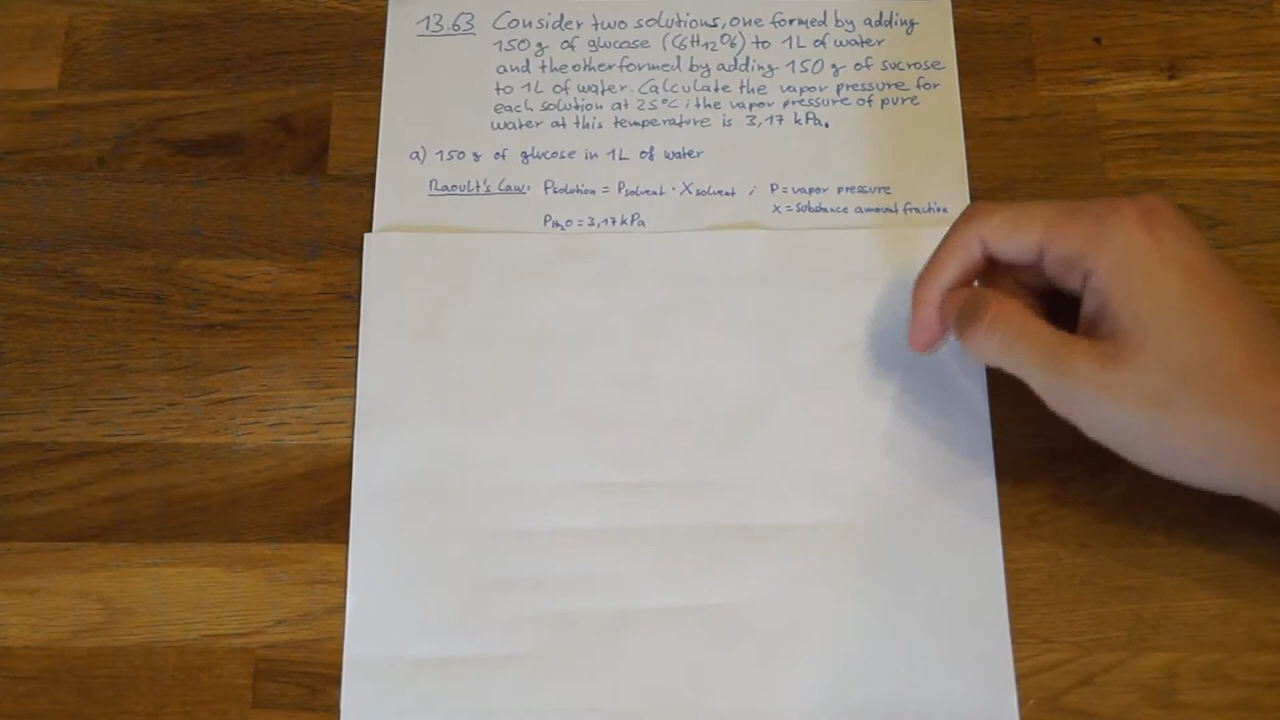 13.63 Consider two solutions, one formed by adding
150 g of glucose (C6H12O6) to 1L of water
and the other formed by adding 150 g of sucrose
to 1L of water. Calculate the vapor pressure for
each solution at 25°C; the vapor pressure of pure
water at this temperature is 3,17 kPa.
a) 150 g of glucose in 1L of water
Raoult's Law: Psolution = Psolvent · Xsolvent ; P = vapor pressure
X = Substance amount fraction
PH2O = 3,17 kPa